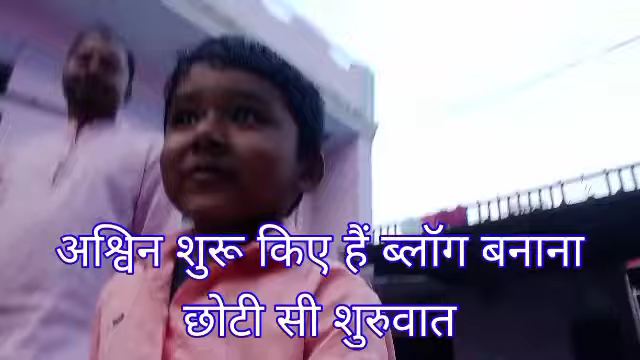 अश्विन शुरू किए हैं ब्लॉग बनाना
छोटी सी शुरुवात